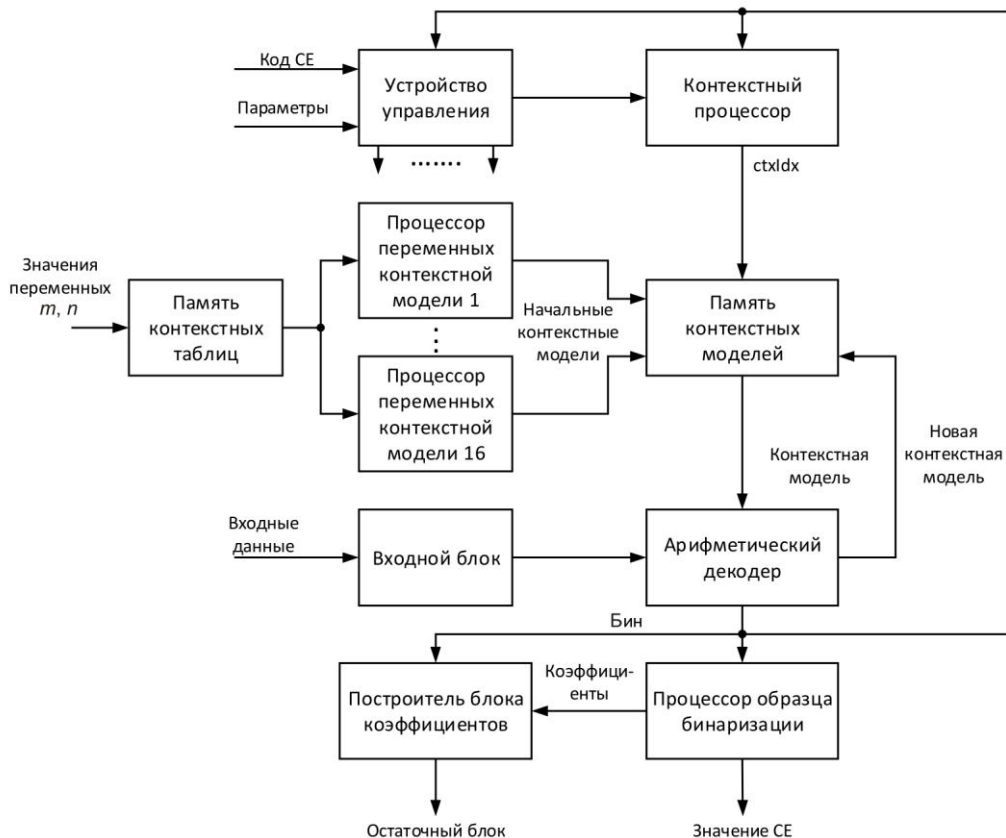 Код СЕ
Параметры
Устройство
управления
Контекстный
процессор
.......
ctxIdx
Значения
переменных
m, n
Память
контекстных
таблиц
Процессор
переменных
контекстной
модели 1
Начальные
контекстные
модели
Память
контекстных
моделей
Процессор
переменных
контекстной
модели 16
Контекстная
модель
Новая
контекстная
модель
Входные
данные
Входной блок
Арифметический
декодер
Бин
Построитель блока
коэффициентов
Коэффици-
енты
Процессор образца
бинаризации
Остаточный блок
Значение СЕ